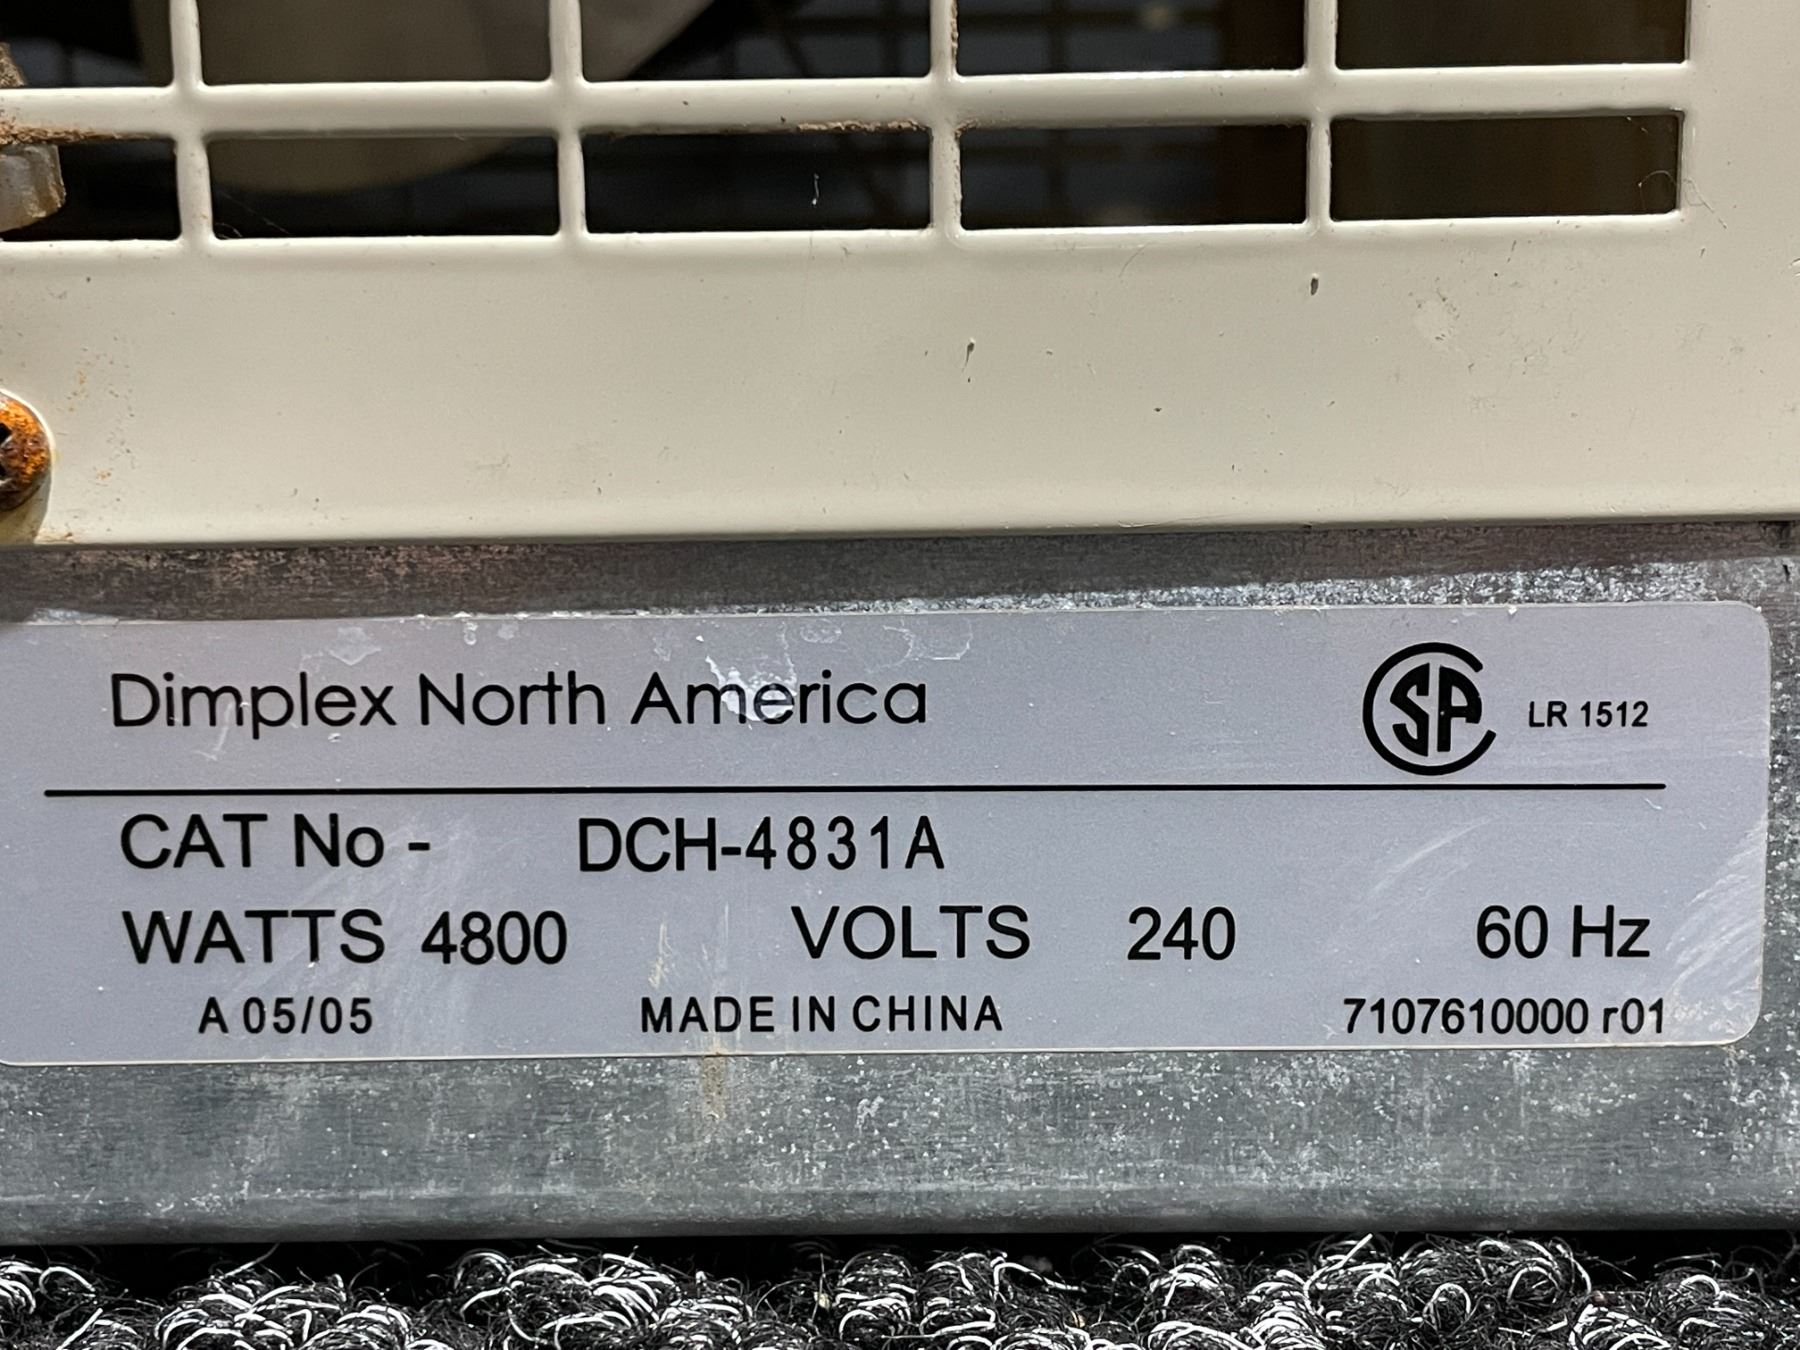 Dimplex North America
SA LR 1512
CAT No - DCH-4831A
WATTS 4800 VOLTS 240 60 Hz
A 05/05 MADE IN CHINA 7107610000 r01